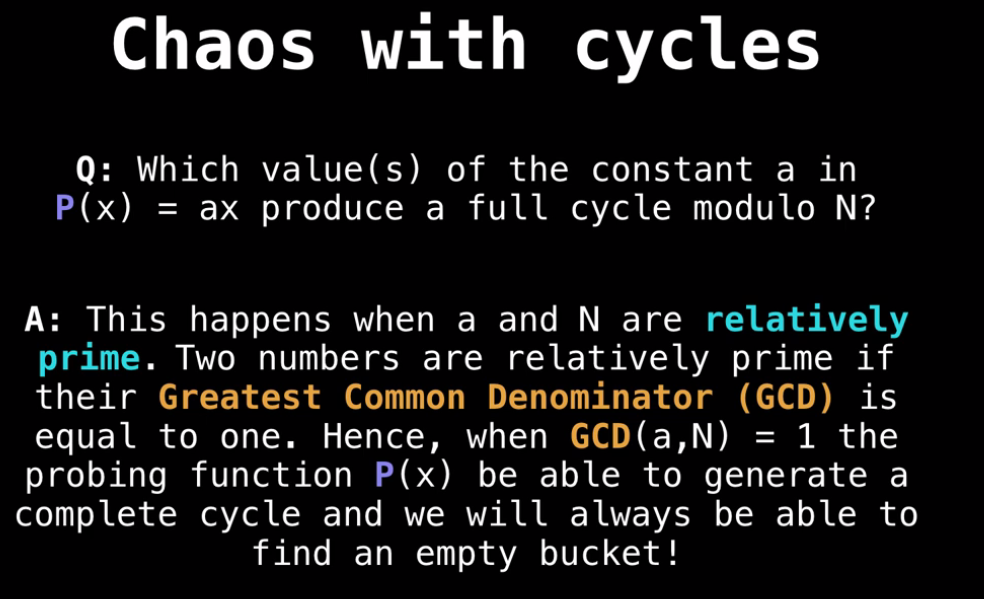 Chaos with cycles
Q: Which value(s) of the constant a in
P(x) = ax produce a full cycle modulo N?
A: This happens when a and N are relatively
prime. Two numbers are relatively prime if
their Greatest Common Denominator (GCD) is
equal to one. Hence, when GCD(a,N) = 1 the
probing function P(x) be able to generate a
complete cycle and we will always be able to
find an empty bucket!